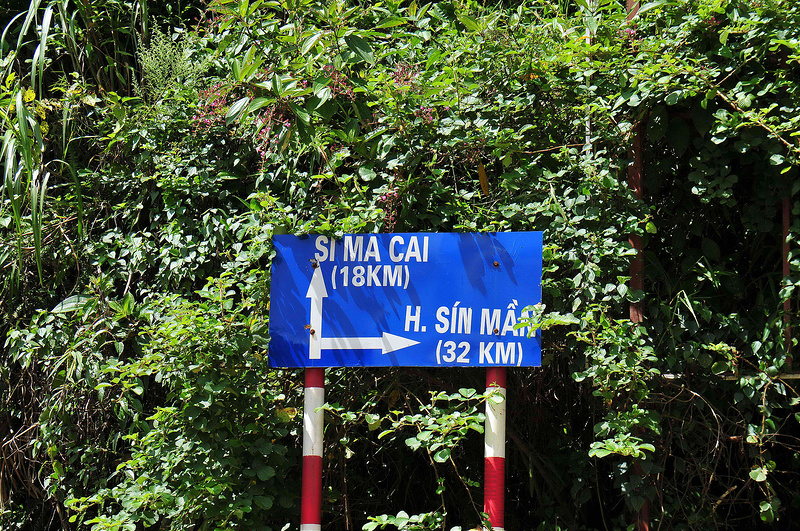 SI MA CAI
(18KM)
H. SÍN MẦN
(32 KM)